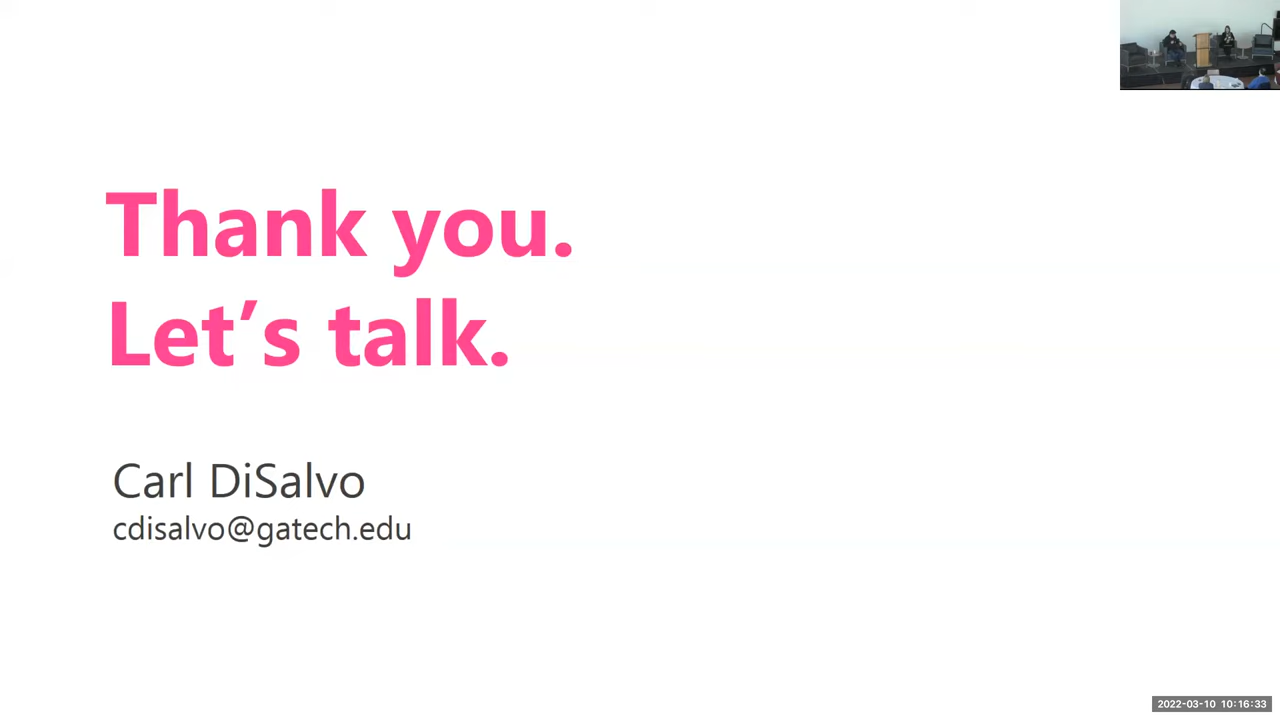 Thank you.
Let’s talk.
Carl DiSalvo
cdisalvo@gatech.edu
2022-03-10 10:16:33